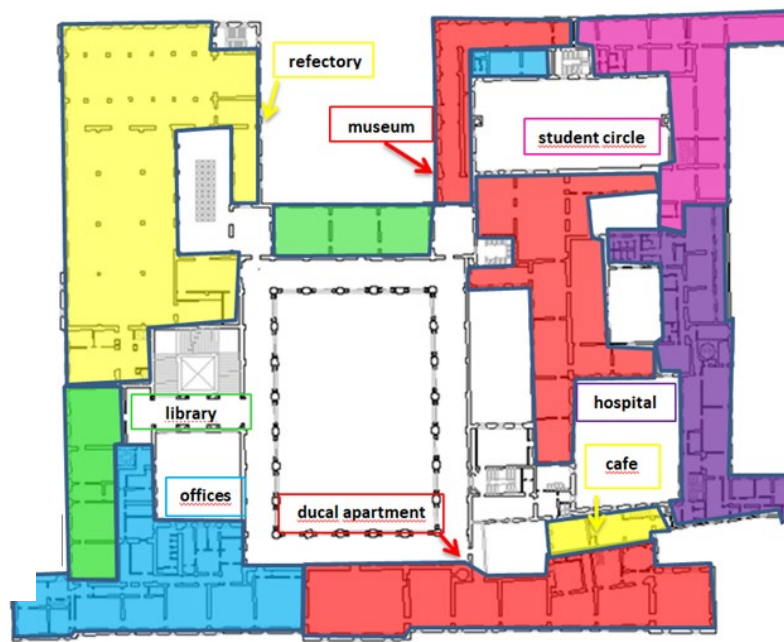 refectory
museum
student circle
library
hospital
offices
cafe
ducal apartment